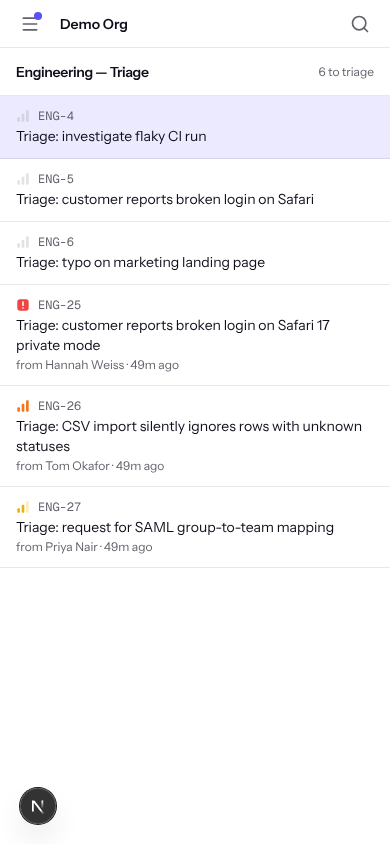 Demo Org
Engineering — Triage
6 to triage
ENG-4
Triage: investigate flaky CI run
ENG-5
Triage: customer reports broken login on Safari
ENG-6
Triage: typo on marketing landing page
ENG-25
Triage: customer reports broken login on Safari 17
private mode
from Hannah Weiss · 49m ago
ENG-26
Triage: CSV import silently ignores rows with unknown
statuses
from Tom Okafor · 49m ago
ENG-27
Triage: request for SAML group-to-team mapping
from Priya Nair · 49m ago
N